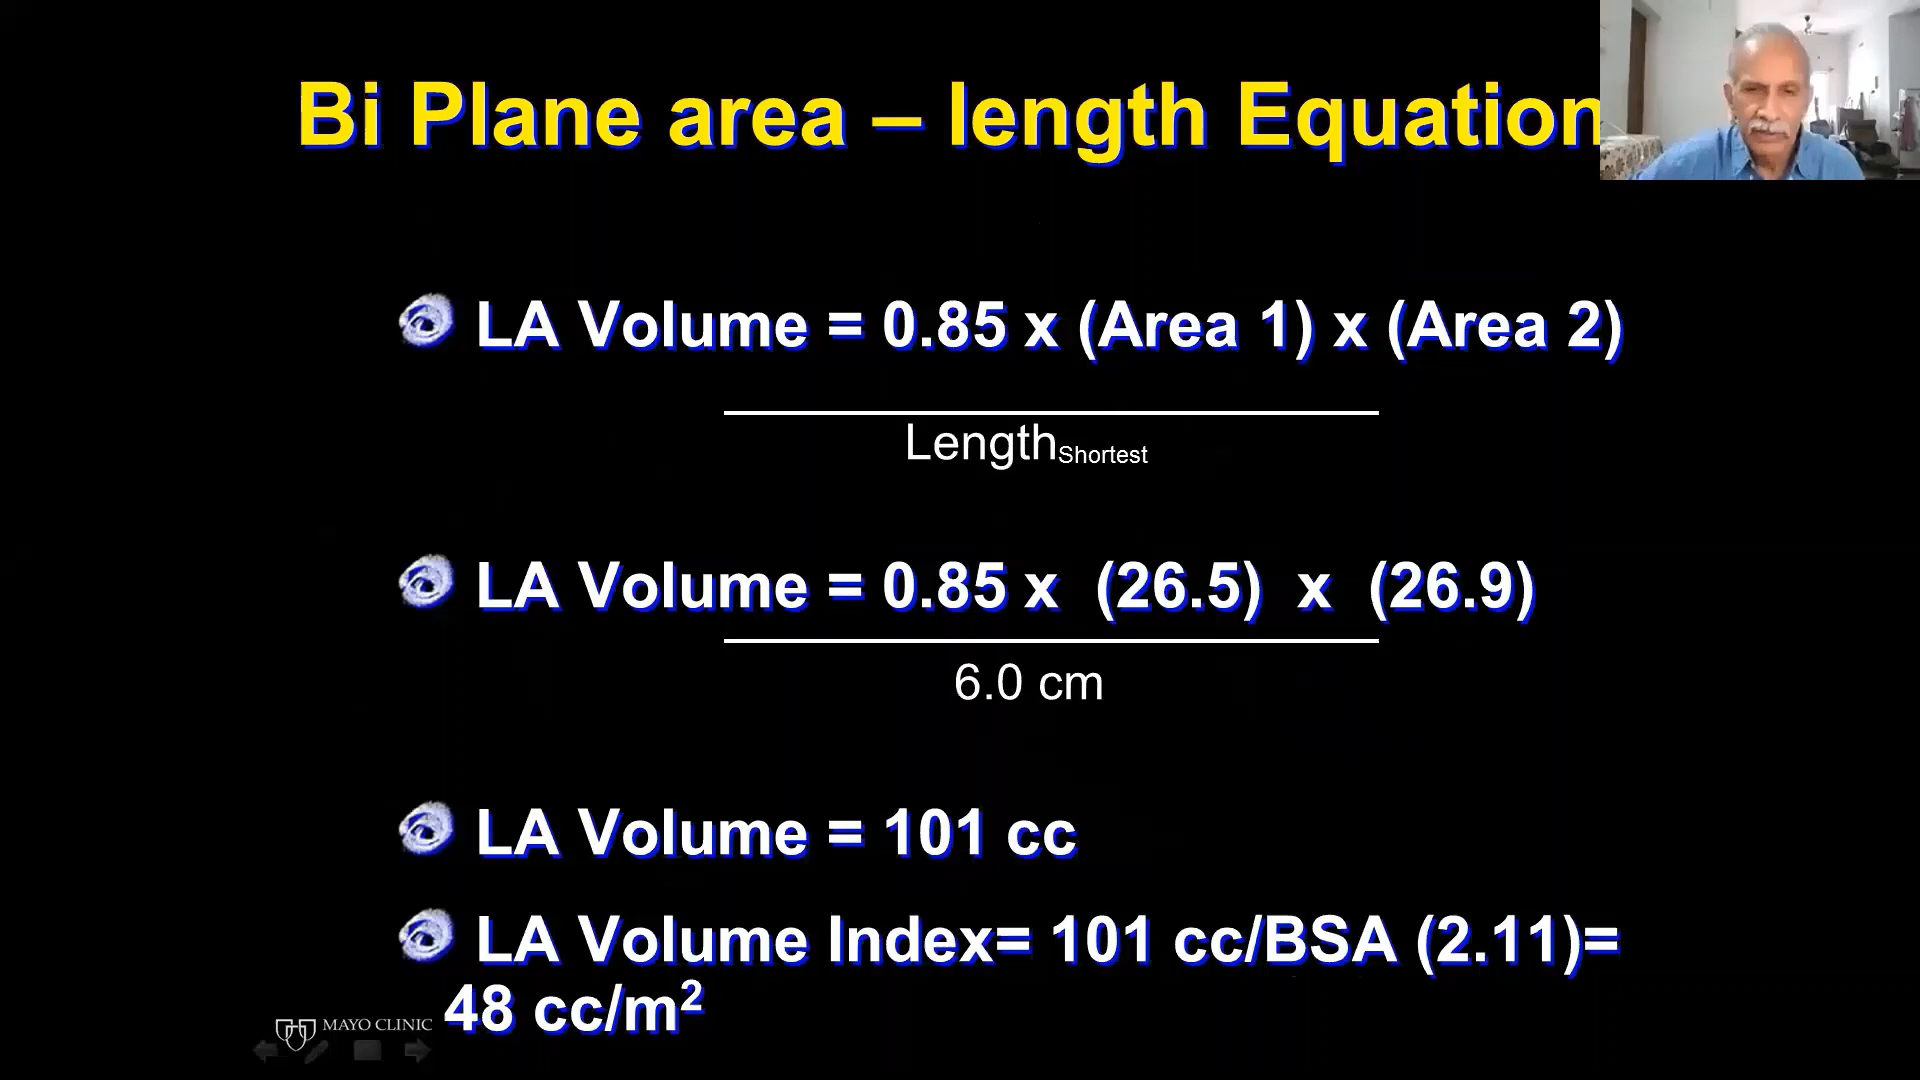 Bi Plane area – length Equation
LA Volume = 0.85 x (Area 1) x (Area 2)
LengthShortest
LA Volume = 0.85 x (26.5) x (26.9)
6.0 cm
LA Volume = 101 cc
LA Volume Index= 101 cc/BSA (2.11)=
48 cc/m²
MAYO CLINIC